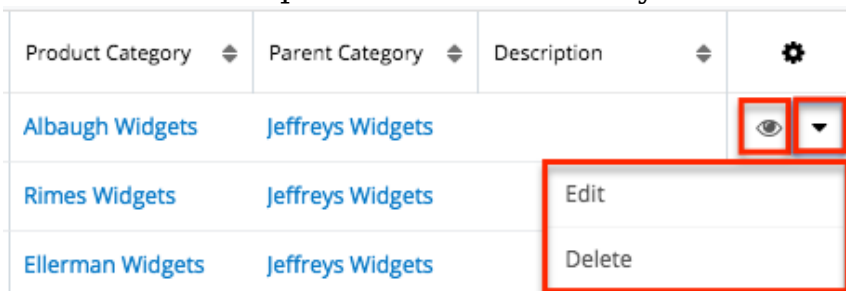 Product Category Parent Category Description
Albaugh Widgets Jeffreys Widgets
Rimes Widgets Jeffreys Widgets Edit
Ellerman Widgets Jeffreys Widgets Delete